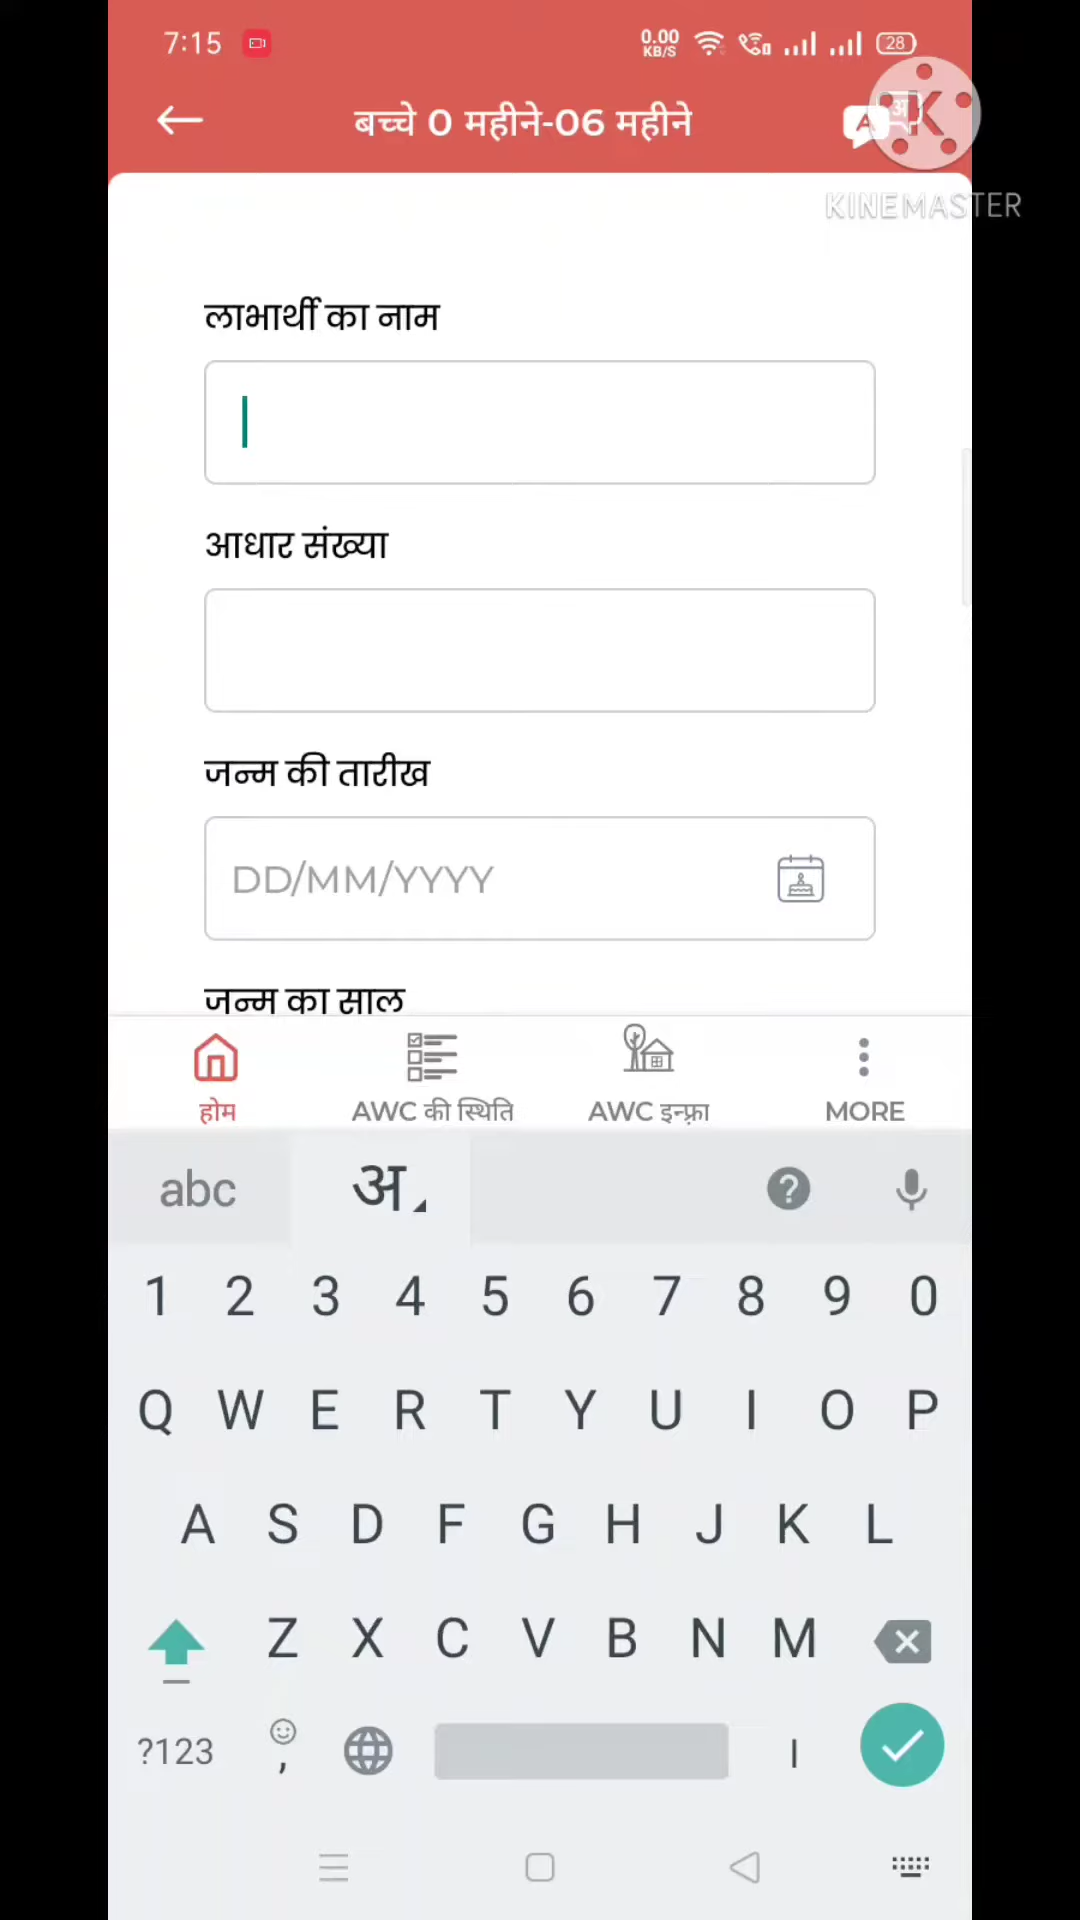 7:15
0.00
KB/S
28
बच्चे 0 महीने-06 महीने
A अ
K
KINEMASTER
लाभार्थी का नाम
आधार संख्या
जन्म की तारीख
DD/MM/YYYY
जन्म का साल
होम
AWC की स्थिति
AWC इन्फ़्रा
MORE
abc
अ
?
1 2 3 4 5 6 7 8 9 0
Q W E R T Y U I O P
A S D F G H J K L
Z X C V B N M
?123
,
।